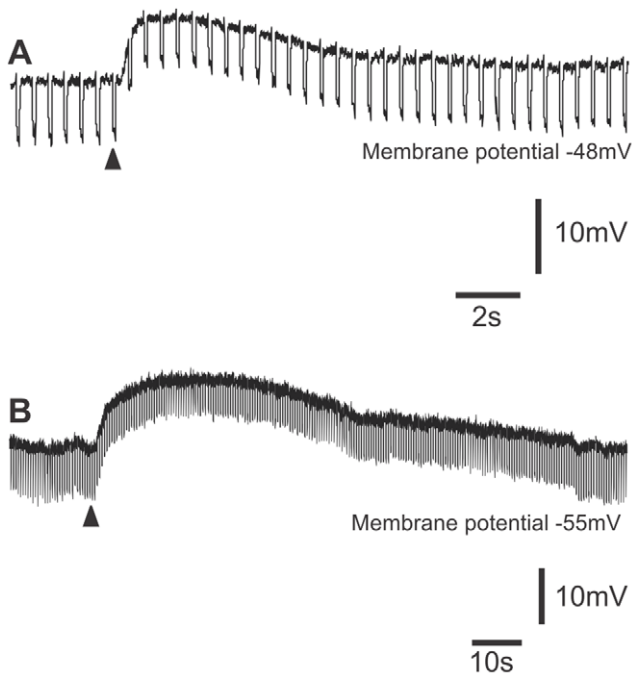 A
Membrane potential -48mV
10mV
2s
B
Membrane potential -55mV
10mV
10s